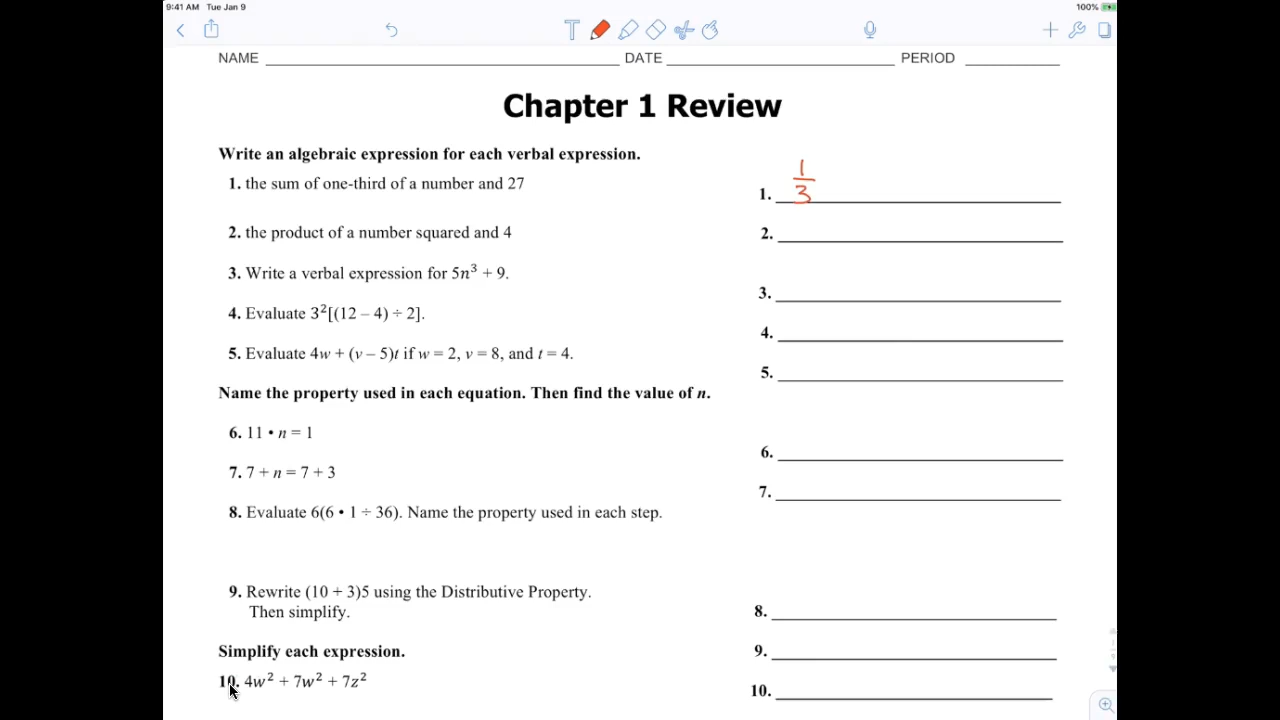 9:41 AM Tue Jan 9 100%
NAME DATE PERIOD
Chapter 1 Review
Write an algebraic expression for each verbal expression.
1. the sum of one-third of a number and 27
1. 1/3
2. the product of a number squared and 4
2.
3. Write a verbal expression for 5n³ + 9.
3.
4. Evaluate 3²[(12 – 4) ÷ 2].
4.
5. Evaluate 4w + (v – 5)t if w = 2, v = 8, and t = 4.
5.
Name the property used in each equation. Then find the value of n.
6. 11 • n = 1
6.
7. 7 + n = 7 + 3
7.
8. Evaluate 6(6 • 1 ÷ 36). Name the property used in each step.
9. Rewrite (10 + 3)5 using the Distributive Property.
Then simplify.
8.
Simplify each expression.
9.
10. 4w² + 7w² + 7z²
10.